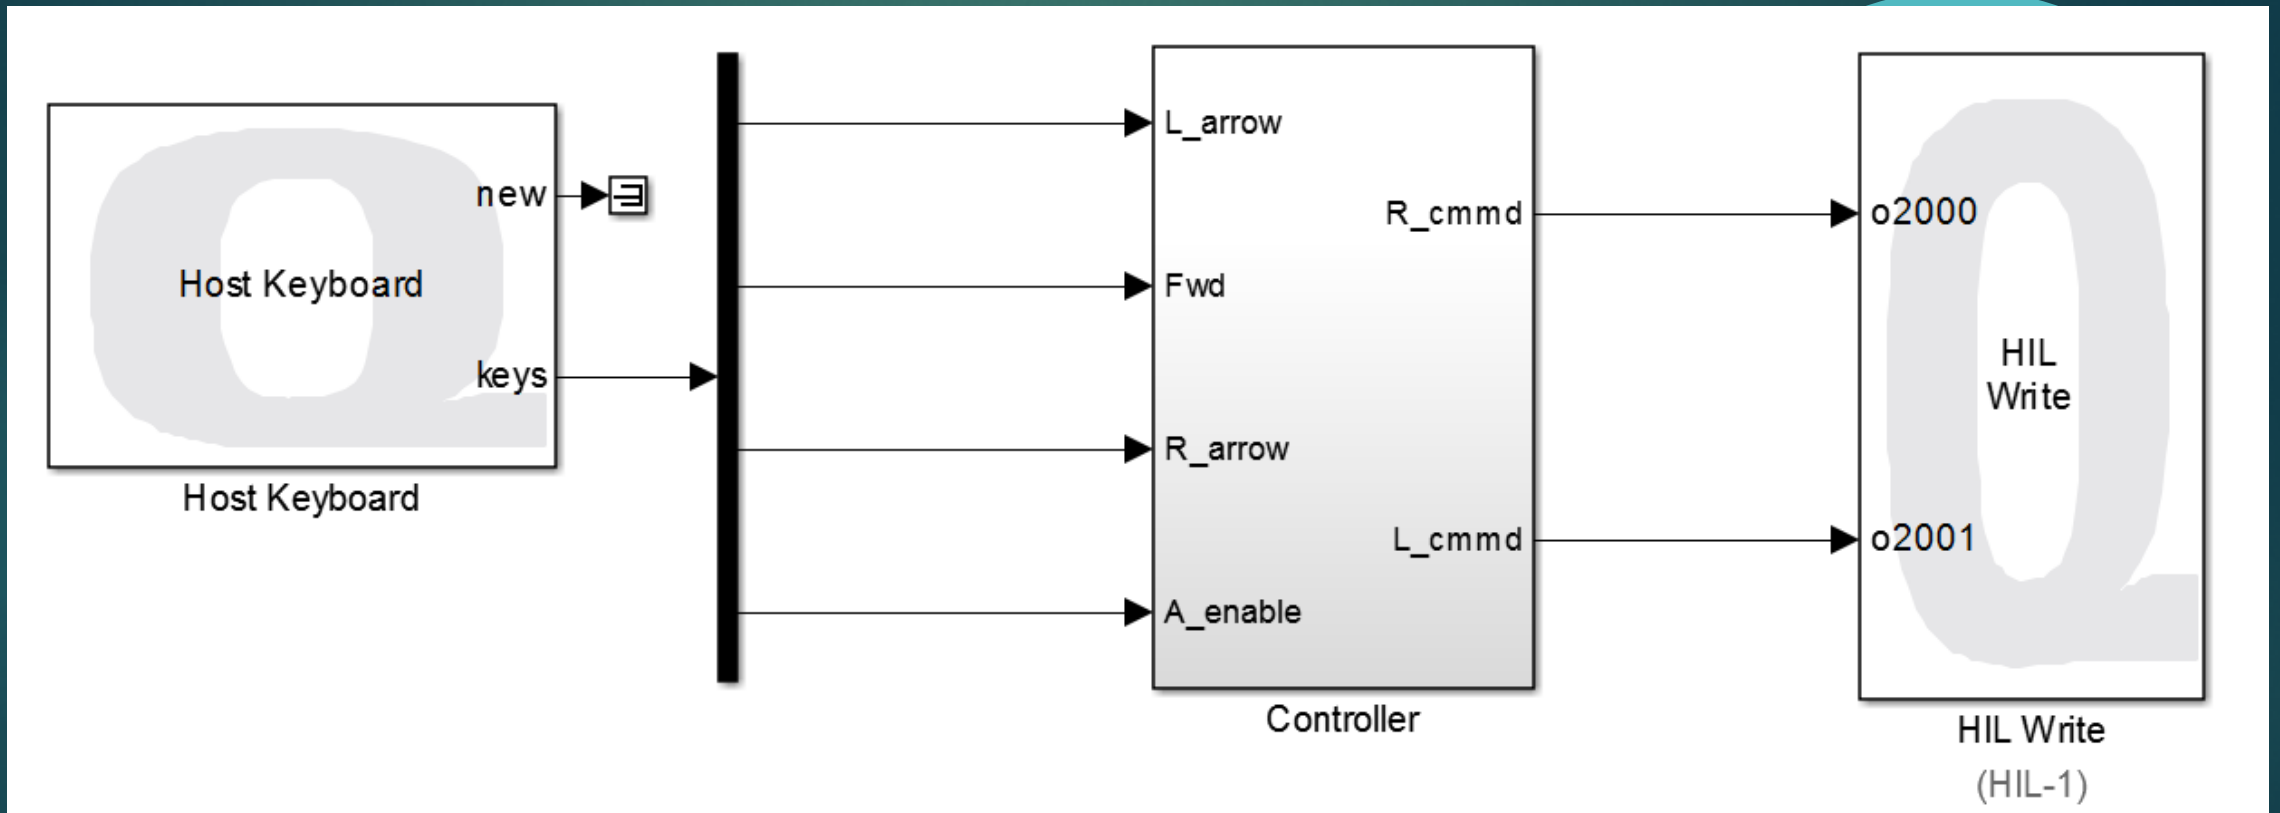 new
Host Keyboard
keys
Host Keyboard
L_arrow
Fwd
R_arrow
A_enable
R_cmmd
L_cmmd
Controller
o2000
HIL
Write
o2001
HIL Write
(HIL-1)